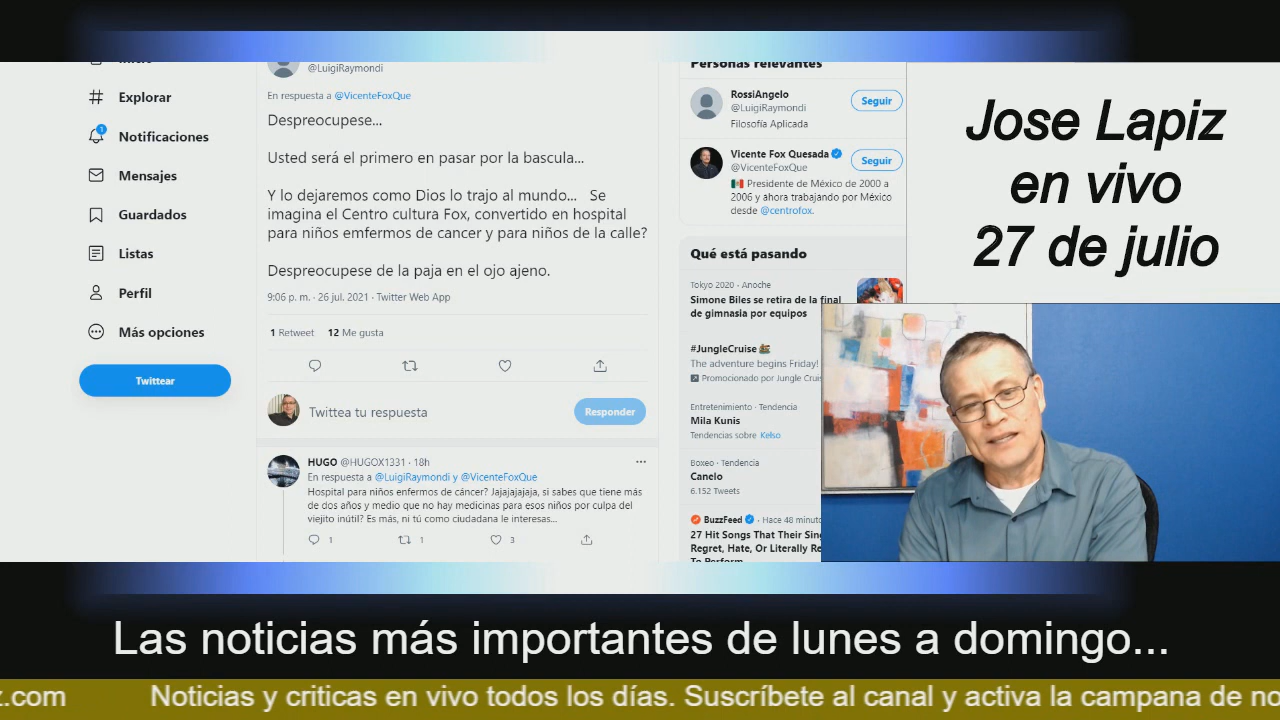 Explorar
Notificaciones
Mensajes
Guardados
Listas
Perfil
Más opciones
Twittear
@LuigiRaymondi
En respuesta a @VicenteFoxQue
Despreocupese...
Usted será el primero en pasar por la bascula...
Y lo dejaremos como Dios lo trajo al mundo... Se
imagina el Centro cultura Fox, convertido en hospital
para niños emfermos de cancer y para niños de la calle?
Despreocupese de la paja en el ojo ajeno.
9:06 p. m. · 26 jul. 2021 · Twitter Web App
1 Retweet 12 Me gusta
Twittea tu respuesta
Responder
HUGO @HUGOX1331 · 18h
En respuesta a @LuigiRaymondi y @VicenteFoxQue
Hospital para niños enfermos de cáncer? Jajajajajaja, si sabes que tiene más
de dos años y medio que no hay medicinas para esos niños por culpa del
viejito inútil? Es más, ni tú como ciudadana le interesas...
1 1 3
Personas relevantes
RossiAngelo
@LuigiRaymondi
Seguir
Filosofía Aplicada
Vicente Fox Quesada
@VicenteFoxQue
Seguir
Presidente de México de 2000 a
2006 y ahora trabajando por México
desde @centrofox.
Qué está pasando
Tokyo 2020 · Anoche
Simone Biles se retira de la final
de gimnasia por equipos
#JungleCruise
The adventure begins Friday!
Promocionado por Jungle
Entretenimiento · Tendencia
Mila Kunis
Tendencias sobre Kelso
Boxeo · Tendencia
Canelo
6.152 Tweets
BuzzFeed · Hace 48
27 Hit Songs That Their
Regret, Hate, Or Literally
To Perform
Jose Lapiz
en vivo
27 de julio
Las noticias más importantes de lunes a domingo...
z.com Noticias y criticas en vivo todos los días. Suscríbete al canal y activa la campana de